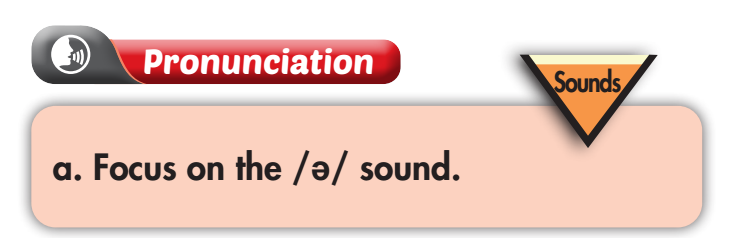 Pronunciation
Sounds
a. Focus on the /ə/ sound.